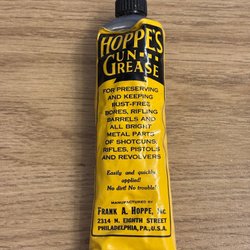 HOPPE'S
GUN
GREASE
FOR PRESERVING
AND KEEPING
RUST-FREE
BORES, RIFLING
BARRELS AND
ALL BRIGHT
METAL PARTS
OF SHOTGUNS,
RIFLES, PISTOLS
AND REVOLVERS
Easily and quickly
applied!
No dirt! No trouble!
MANUFACTURED BY
FRANK A. HOPPE, INC
2314 N. EIGHTH STREET
PHILADELPHIA, PA., U.S.A.